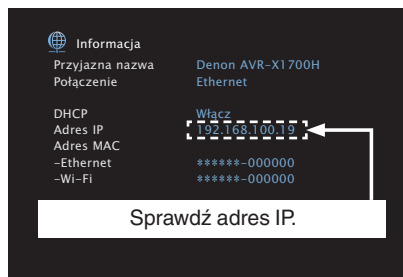 Informacja
Przyjazna nazwa Denon AVR-X1700H
Połączenie Ethernet
DHCP Włącz
Adres IP 192.168.100.19
Adres MAC
-Ethernet ******-000000
-Wi-Fi ******-000000
Sprawdź adres IP.